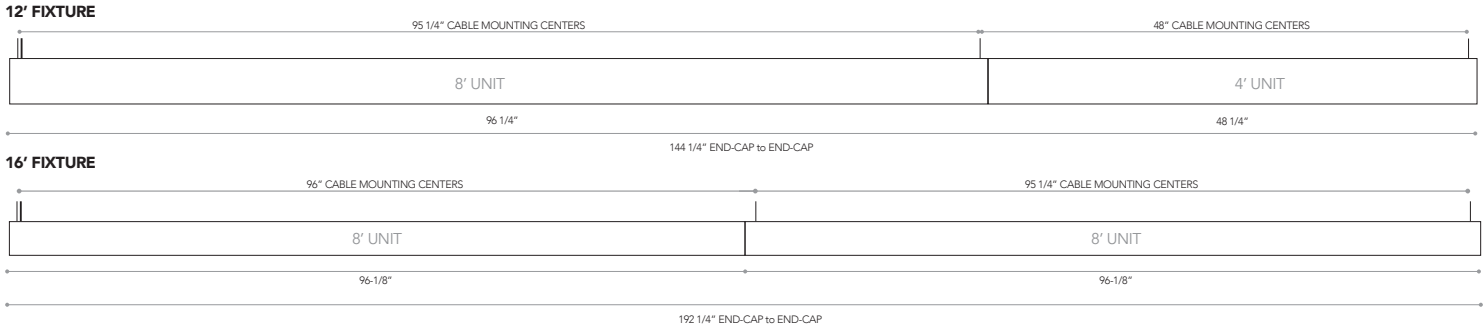 12’ FIXTURE
95 1/4” CABLE MOUNTING CENTERS
48” CABLE MOUNTING CENTERS
8’ UNIT
4’ UNIT
96 1/4”
48 1/4”
144 1/4” END-CAP to END-CAP
16’ FIXTURE
96” CABLE MOUNTING CENTERS
95 1/4” CABLE MOUNTING CENTERS
8’ UNIT
8’ UNIT
96-1/8”
96-1/8”
192 1/4” END-CAP to END-CAP